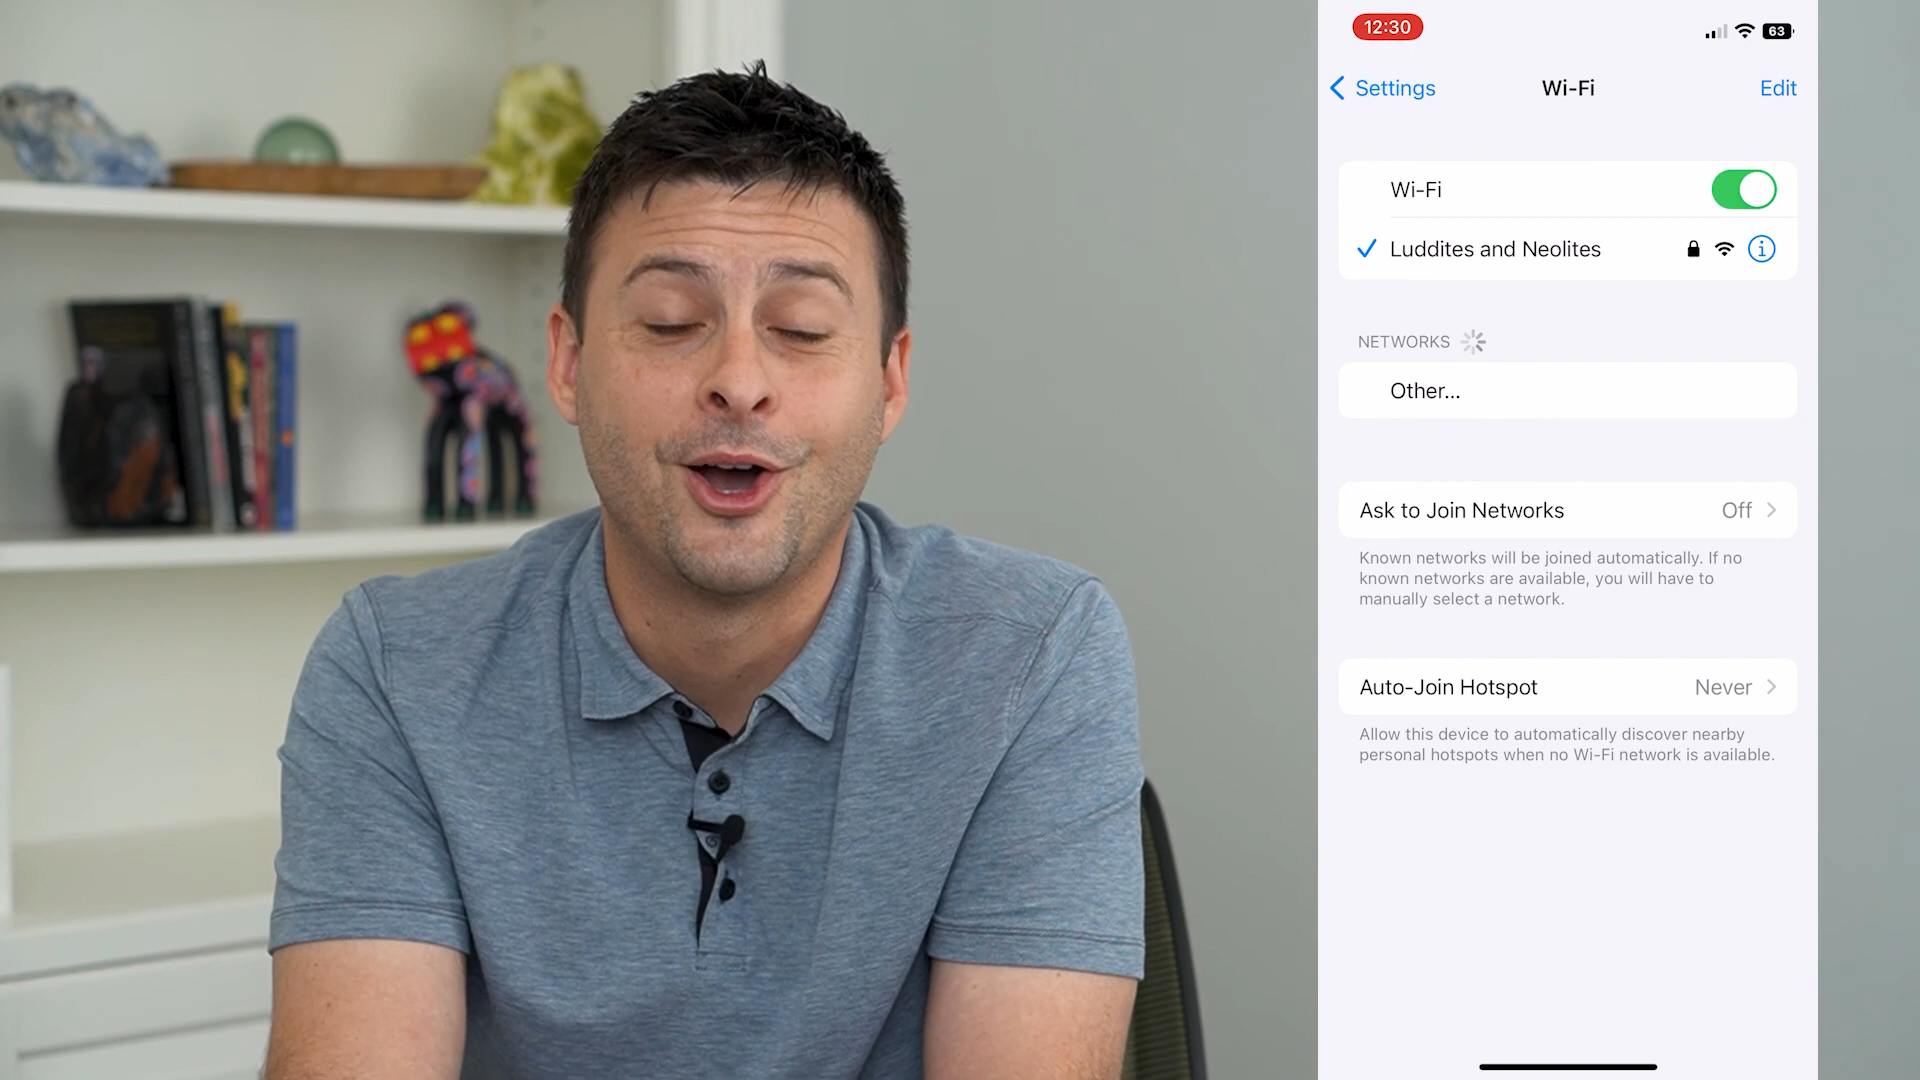 12:30
63
Settings
Wi-Fi
Edit
Wi-Fi
Luddites and Neolites
NETWORKS
Other...
Ask to Join Networks
Off
Known networks will be joined automatically. If no
known networks are available, you will have to
manually select a network.
Auto-Join Hotspot
Never
Allow this device to automatically discover nearby
personal hotspots when no Wi-Fi network is available.